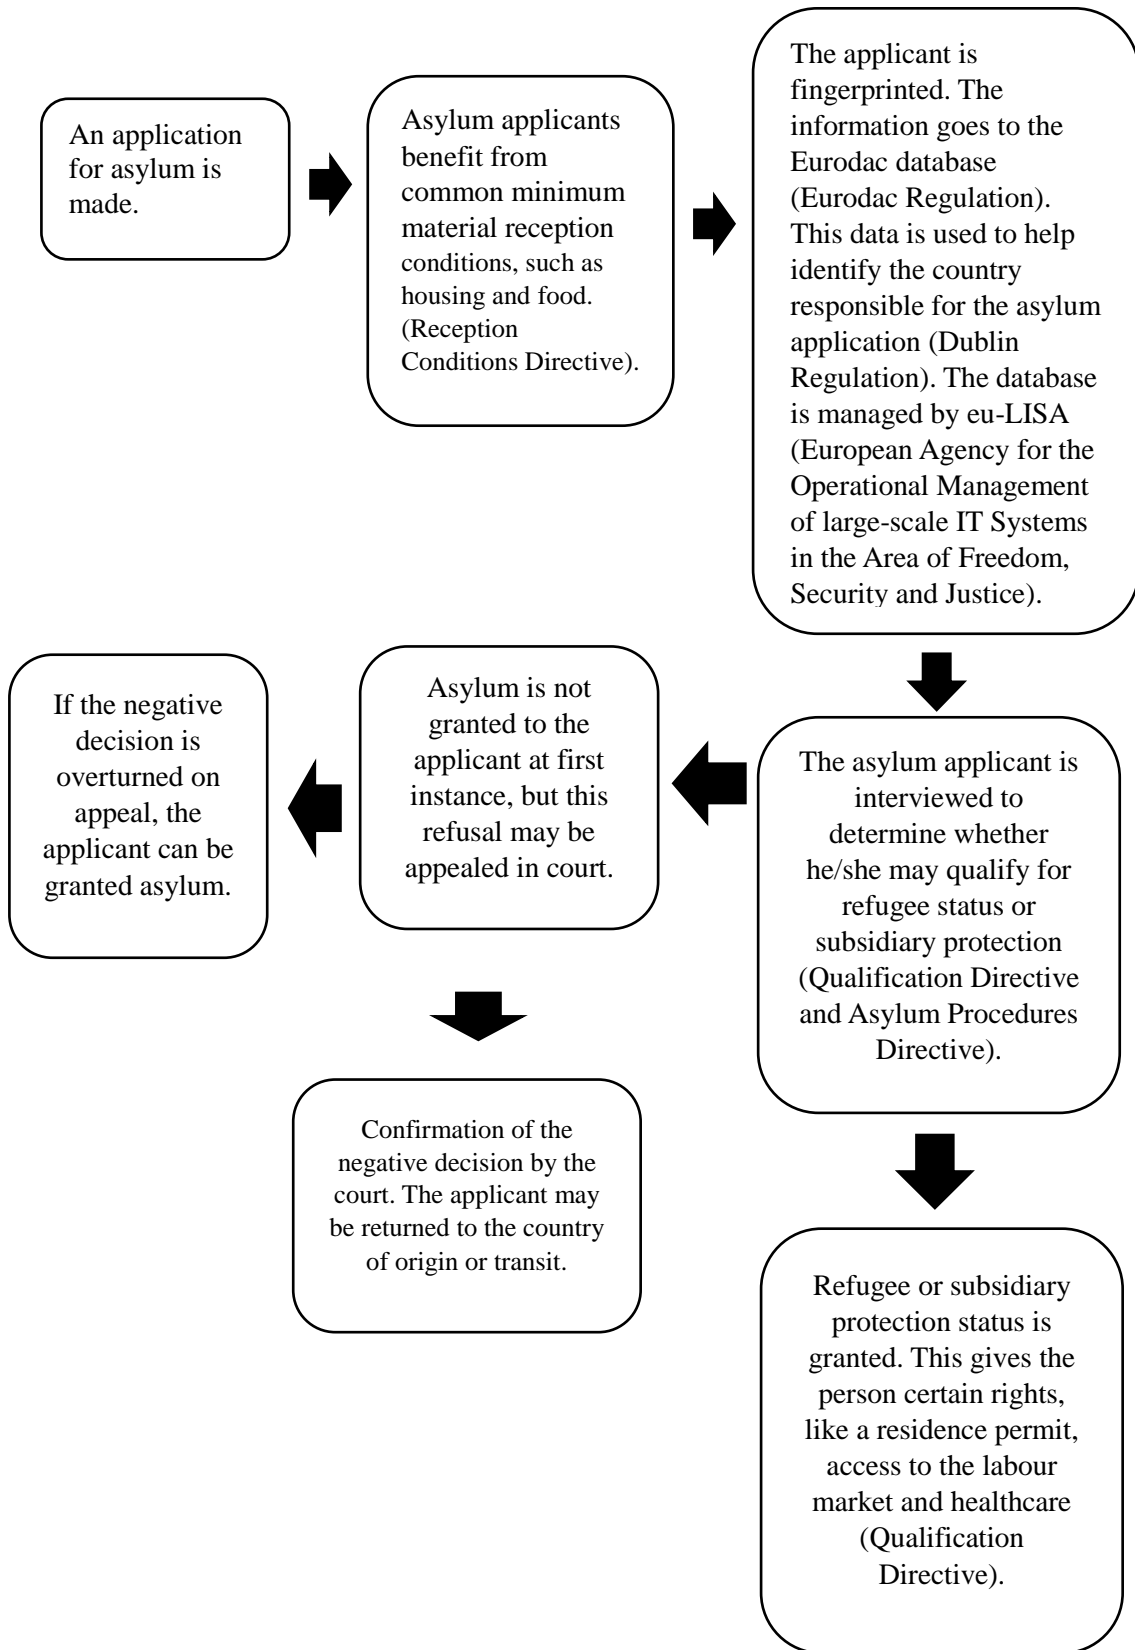 An application
for asylum is
made.
Asylum applicants
benefit from
common minimum
material reception
conditions, such as
housing and food.
(Reception
Conditions Directive).
The applicant is
fingerprinted. The
information goes to the
Eurodac database
(Eurodac Regulation).
This data is used to help
identify the country
responsible for the asylum
application (Dublin
Regulation). The database
is managed by eu-LISA
(European Agency for the
Operational Management
of large-scale IT Systems
in the Area of Freedom,
Security and Justice).
The asylum applicant is
interviewed to
determine whether
he/she may qualify for
refugee status or
subsidiary protection
(Qualification Directive
and Asylum Procedures
Directive).
Asylum is not
granted to the
applicant at first
instance, but this
refusal may be
appealed in court.
If the negative
decision is
overturned on
appeal, the
applicant can be
granted asylum.
Confirmation of the
negative decision by the
court. The applicant may
be returned to the country
of origin or transit.
Refugee or subsidiary
protection status is
granted. This gives the
person certain rights,
like a residence permit,
access to the labour
market and healthcare
(Qualification
Directive).